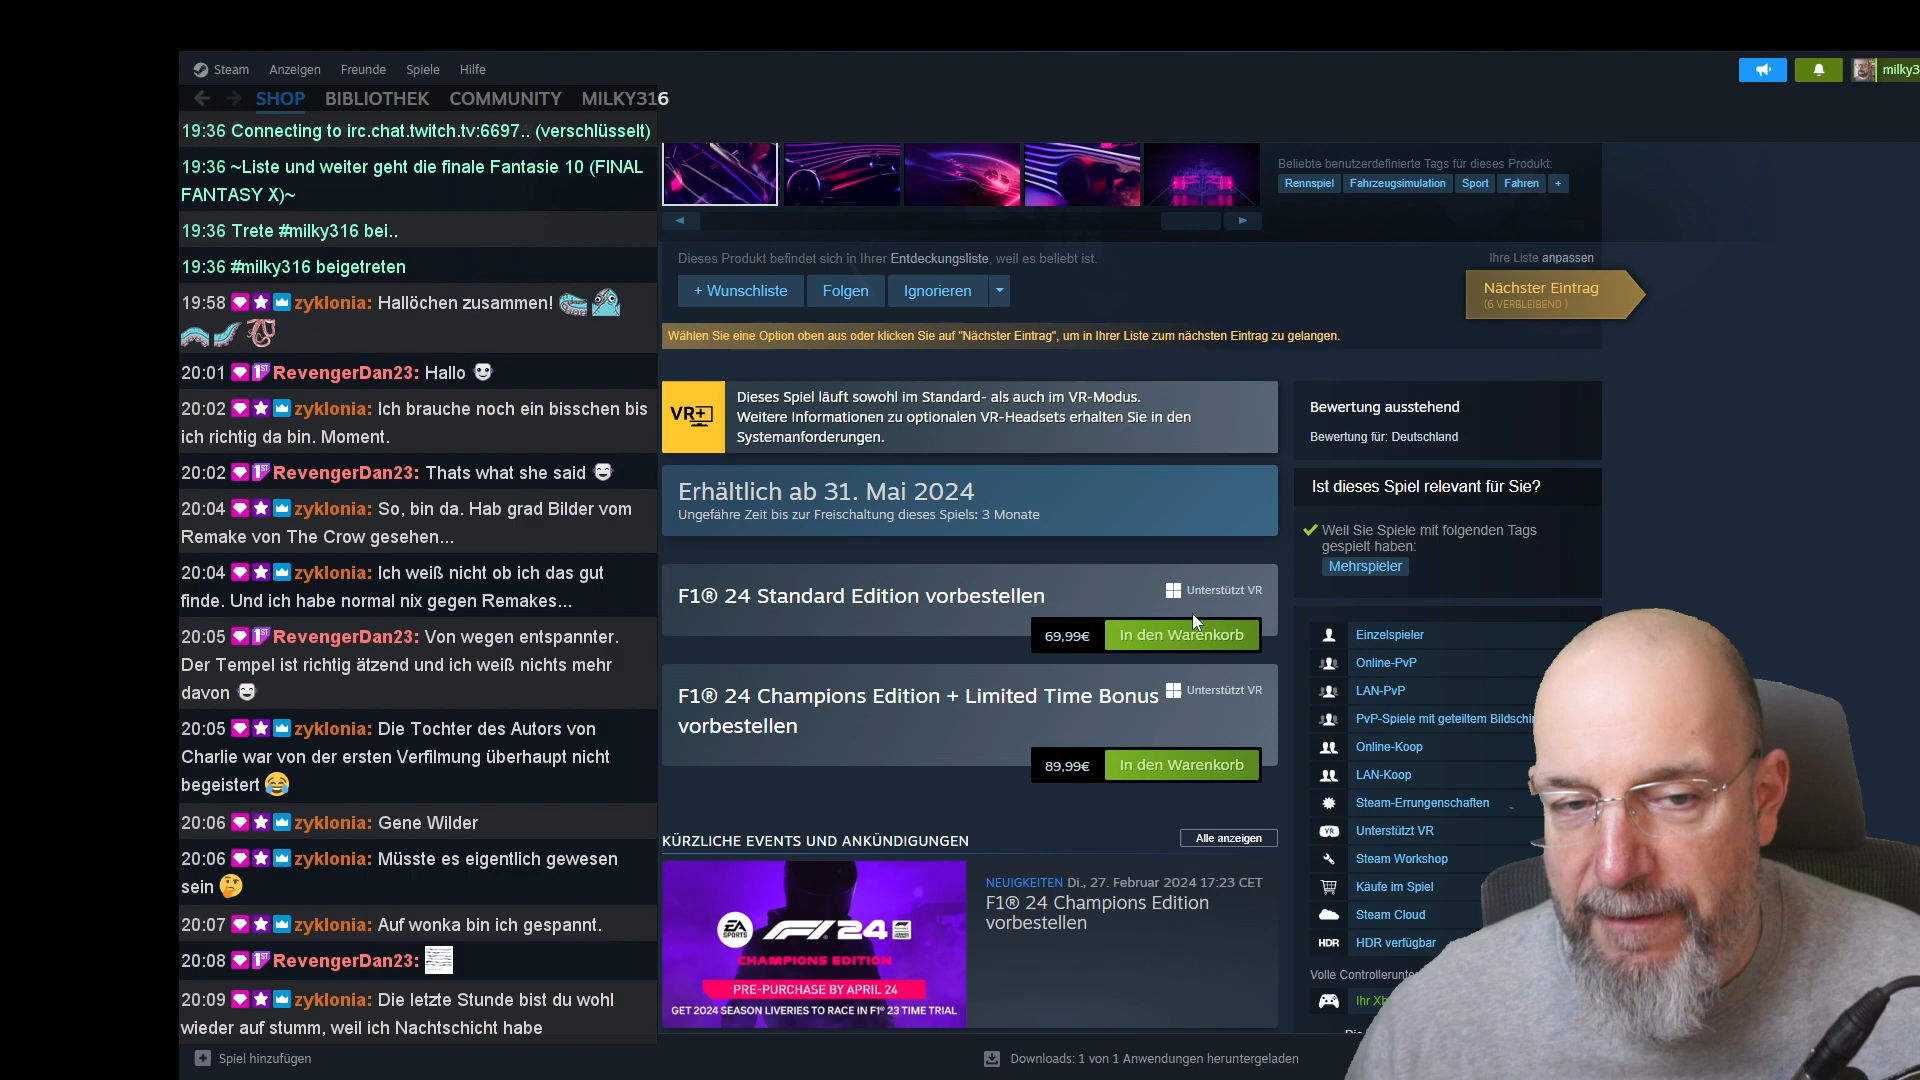 Steam Anzeigen Freunde Spiele Hilfe
milky3
SHOP BIBLIOTHEK COMMUNITY MILKY316
19:36 Connecting to irc.chat.twitch.tv:6697.. (verschlüsselt)
19:36 ~Liste und weiter geht die finale Fantasie 10 (FINAL
FANTASY X)~
19:36 Trete #milky316 bei..
19:36 #milky316 beigetreten
19:58 zyklonia: Hallöchen zusammen!
20:01 1ST RevengerDan23: Hallo
20:02 zyklonia: Ich brauche noch ein bisschen bis
ich richtig da bin. Moment.
20:02 1ST RevengerDan23: Thats what she said
20:04 zyklonia: So, bin da. Hab grad Bilder vom
Remake von The Crow gesehen...
20:04 zyklonia: Ich weiß nicht ob ich das gut
finde. Und ich habe normal nix gegen Remakes...
20:05 1ST RevengerDan23: Von wegen entspannter.
Der Tempel ist richtig ätzend und ich weiß nichts mehr
davon
20:05 zyklonia: Die Tochter des Autors von
Charlie war von der ersten Verfilmung überhaupt nicht
begeistert
20:06 zyklonia: Gene Wilder
20:06 zyklonia: Müsste es eigentlich gewesen
sein
20:07 zyklonia: Auf wonka bin ich gespannt.
20:08 1ST RevengerDan23:
20:09 zyklonia: Die letzte Stunde bist du wohl
wieder auf stumm, weil ich Nachtschicht habe
Beliebte benutzerdefinierte Tags für dieses Produkt:
Rennspiel Fahrzeugsimulation Sport Fahren +
Dieses Produkt befindet sich in Ihrer Entdeckungsliste, weil es beliebt ist.
Ihre Liste anpassen
+ Wunschliste Folgen Ignorieren
Nächster Eintrag
(6 VERBLEIBEND )
Wählen Sie eine Option oben aus oder klicken Sie auf "Nächster Eintrag", um in Ihrer Liste zum nächsten Eintrag zu gelangen.
VR+
Dieses Spiel läuft sowohl im Standard- als auch im VR-Modus.
Weitere Informationen zu optionalen VR-Headsets erhalten Sie in den
Systemanforderungen.
Erhältlich ab 31. Mai 2024
Ungefähre Zeit bis zur Freischaltung dieses Spiels: 3 Monate
F1® 24 Standard Edition vorbestellen
Unterstützt VR
69,99€ In den Warenkorb
F1® 24 Champions Edition + Limited Time Bonus
vorbestellen
Unterstützt VR
89,99€ In den Warenkorb
KÜRZLICHE EVENTS UND ANKÜNDIGUNGEN
Alle anzeigen
EA SPORTS F1 24
CHAMPIONS EDITION
PRE-PURCHASE BY APRIL 24
GET 2024 SEASON LIVERIES TO RACE IN F1® 23 TIME TRIAL
NEUIGKEITEN Di., 27. Februar 2024 17:23 CET
F1® 24 Champions Edition
vorbestellen
Bewertung ausstehend
Bewertung für: Deutschland
Ist dieses Spiel relevant für Sie?
Weil Sie Spiele mit folgenden Tags
gespielt haben:
Mehrspieler
Einzelspieler
Online-PvP
LAN-PvP
PvP-Spiele mit geteiltem Bildschi
Online-Koop
LAN-Koop
Steam-Errungenschaften
VR Unterstützt VR
Steam Workshop
Käufe im Spiel
Steam Cloud
HDR HDR verfügbar
Volle Controllerunte
Ihr Xb
Spiel hinzufügen
Downloads: 1 von 1 Anwendungen heruntergeladen